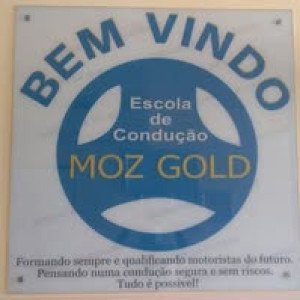 BEM VINDO
Escola
de
Condução
MOZ GOLD
Formando sempre e qualificando motoristas do futuro.
Pensando numa condução segura e sem riscos.
Tudo é possível!